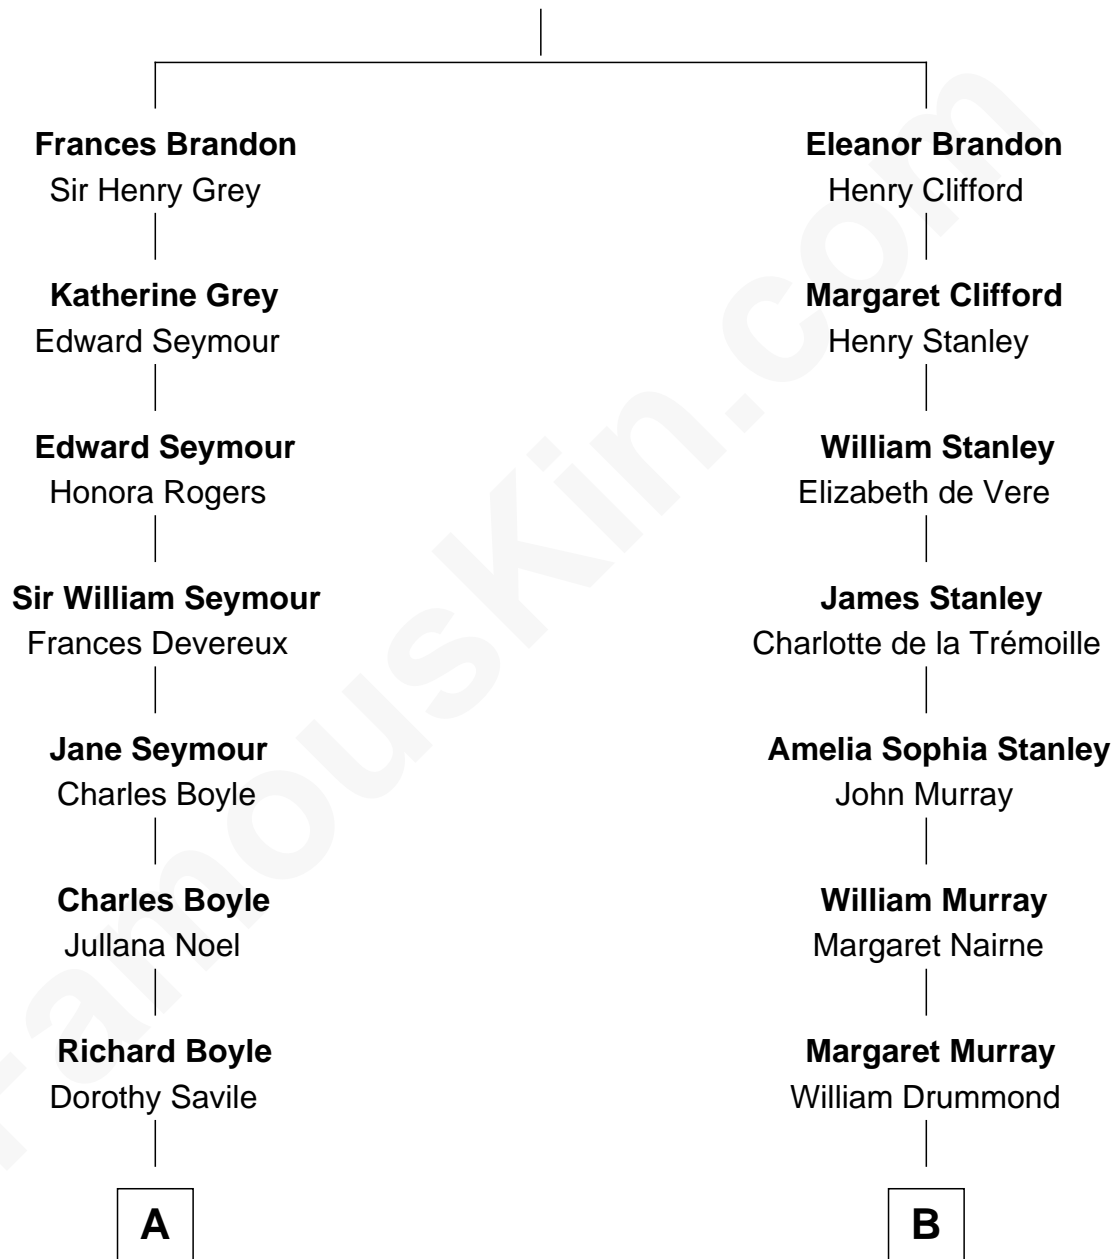 Frances Brandon
Sir Henry Grey
Katherine Grey
Edward Seymour
Edward Seymour
Honora Rogers
Sir William Seymour
Frances Devereux
Jane Seymour
Charles Boyle
Charles Boyle
Jullana Noel
Richard Boyle
Dorothy Savile
A
Eleanor Brandon
Henry Clifford
Margaret Clifford
Henry Stanley
William Stanley
Elizabeth de Vere
James Stanley
Charlotte de la Trémoille
Amelia Sophia Stanley
John Murray
William Murray
Margaret Nairne
Margaret Murray
William Drummond
B
FamousKin.com